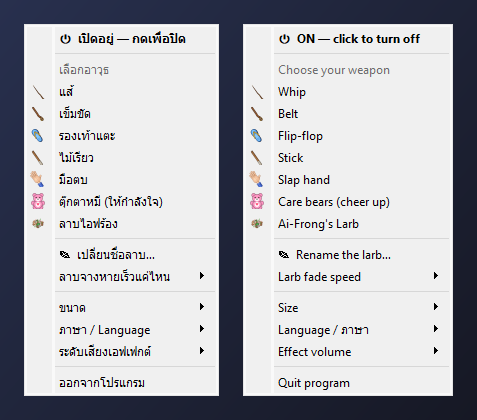 เปิดอยู่ — กดเพื่อปิด
เลือกอาวุธ
แส้
เข็มขัด
รองเท้าแตะ
ไม้เรียว
มือตบ
ตุ๊กตาหมี (ให้กำลังใจ)
ลาบไอฟร้อง
เปลี่ยนชื่อลาบ...
ลาบจางหายเร็วแค่ไหน
ขนาด
ภาษา / Language
ระดับเสียงเอฟเฟกต์
ออกจากโปรแกรม
ON — click to turn off
Choose your weapon
Whip
Belt
Flip-flop
Stick
Slap hand
Care bears (cheer up)
Ai-Frong's Larb
Rename the larb...
Larb fade speed
Size
Language / ภาษา
Effect volume
Quit program